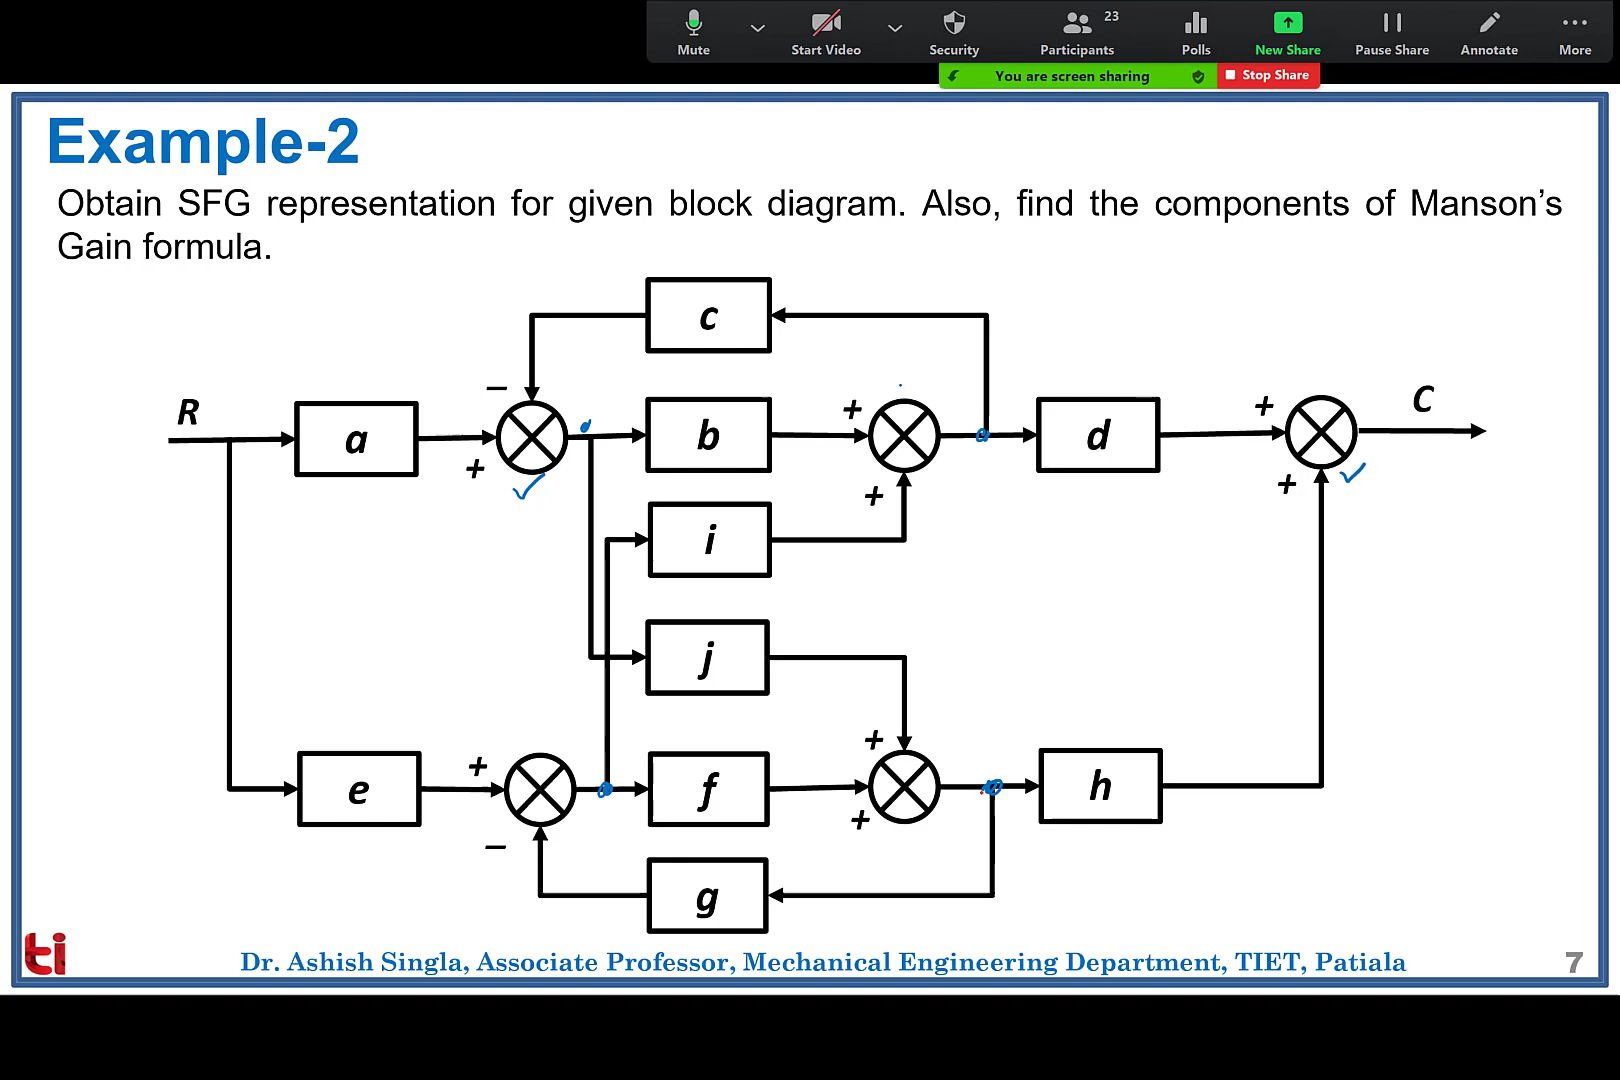 Mute
Start Video
Security
Participants
23
Polls
New Share
Pause Share
Annotate
More
You are screen sharing
Stop Share
Example-2
Obtain SFG representation for given block diagram. Also, find the components of Manson’s
Gain formula.
c
R
a
−
+
b
+
+
d
+
+
C
i
j
e
+
−
f
+
+
h
g
ti
Dr. Ashish Singla, Associate Professor, Mechanical Engineering Department, TIET, Patiala
7